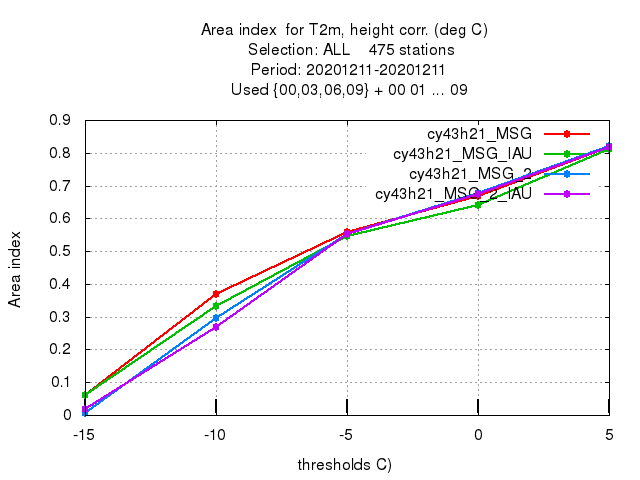 Area index  for T2m, height corr. (deg C)
Selection: ALL    475 stations
Period: 20201211-20201211
Used {00,03,06,09} + 00 01 ... 09
cy43h21_MSG
cy43h21_MSG_IAU
cy43h21_MSG_2
cy43h21_MSG_2_IAU
Area index
0.9
0.8
0.7
0.6
0.5
0.4
0.3
0.2
0.1
0
-15 -10 -5 0 5
thresholds C)